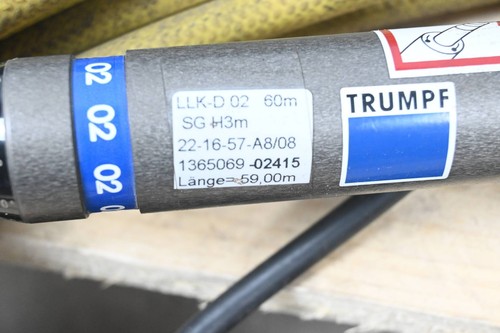 02
02
02
0
LLK-D 02 60m
SG H3m
22-16-57-A8/08
1365069 -02415
Länge= 59,00m
TRUMPF